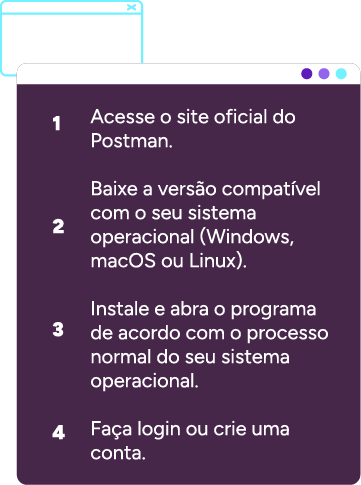 1 Acesse o site oficial do
Postman.
2 Baixe a versão compatível
com o seu sistema
operacional (Windows,
macOS ou Linux).
3 Instale e abra o programa
de acordo com o processo
normal do seu sistema
operacional.
4 Faça login ou crie uma
conta.